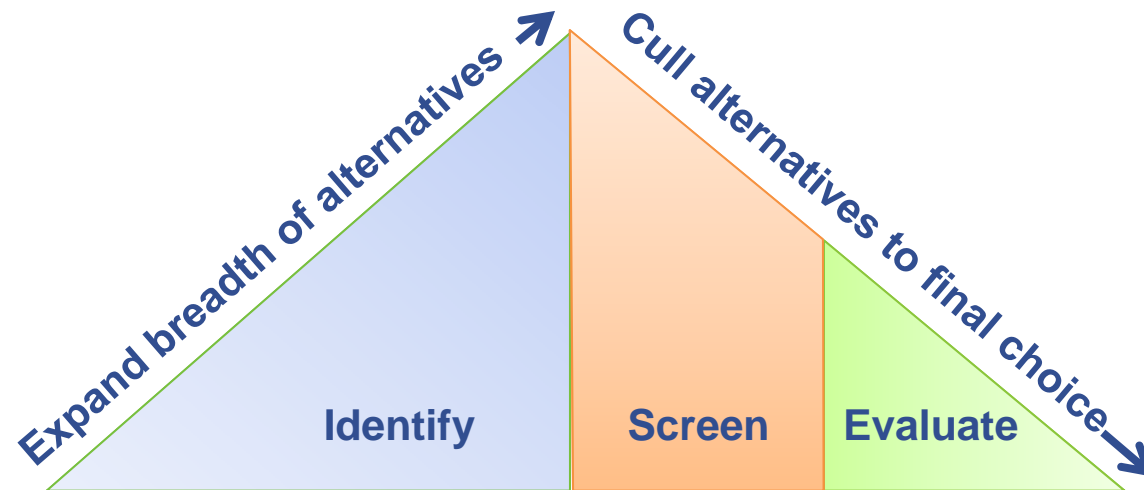 Expand breadth of alternatives
Cull alternatives to final choice
Identify
Screen
Evaluate